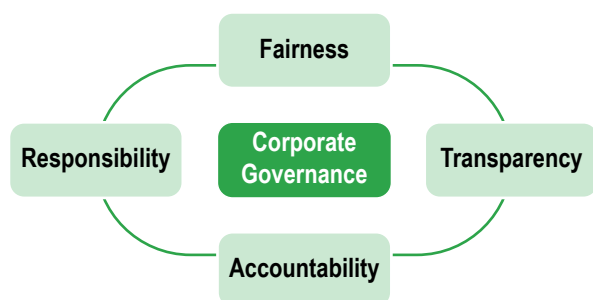 Fairness
Responsibility
Corporate
Governance
Transparency
Accountability